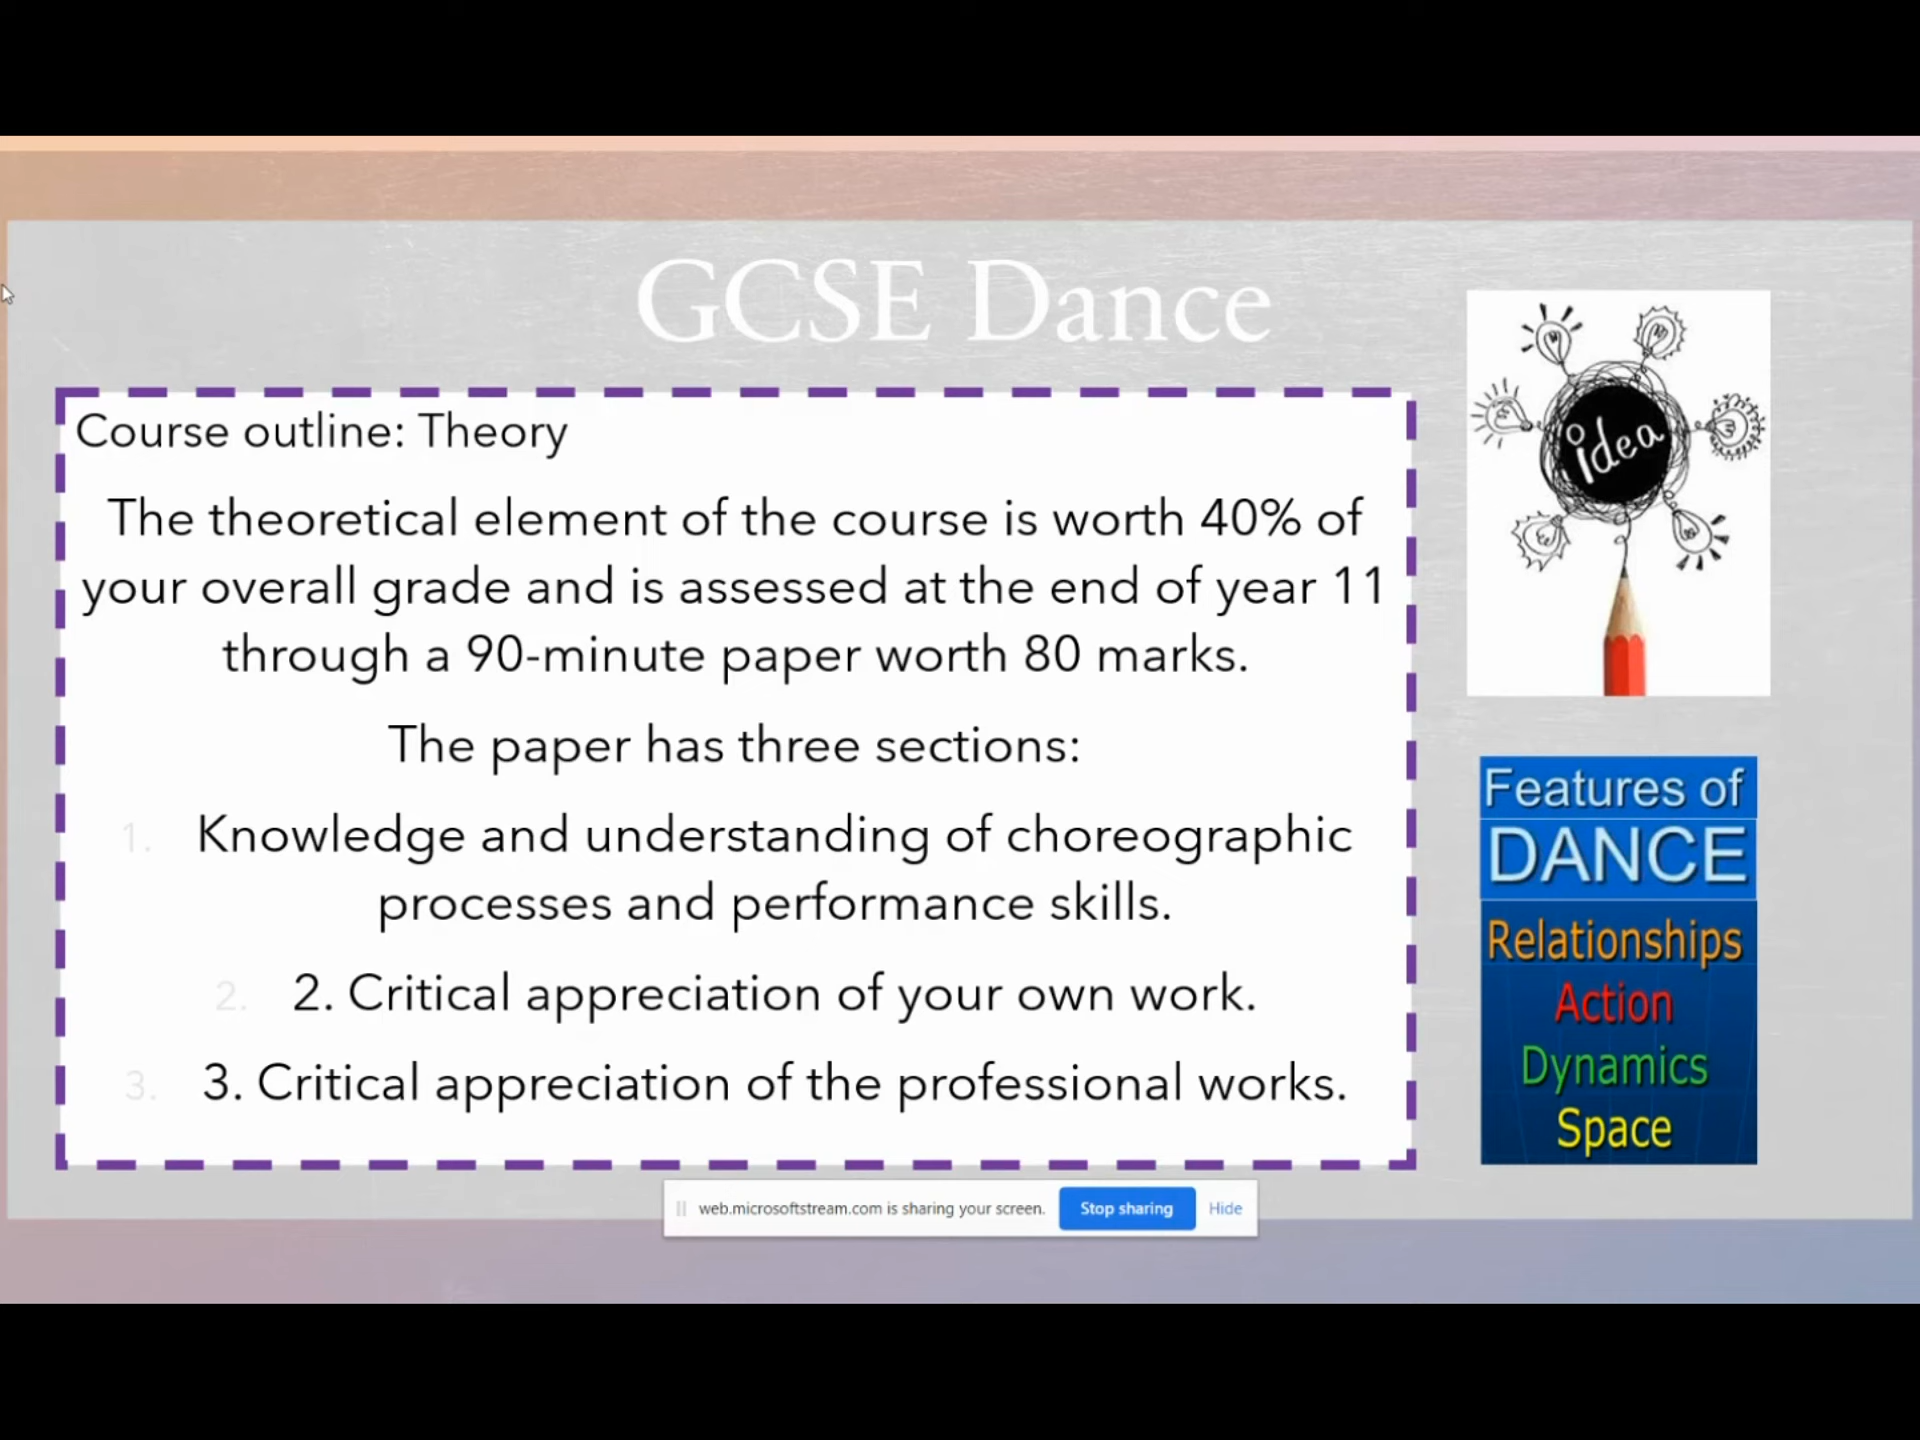 GCSE Dance
Course outline: Theory
The theoretical element of the course is worth 40% of
your overall grade and is assessed at the end of year 11
through a 90-minute paper worth 80 marks.
The paper has three sections:
1. Knowledge and understanding of choreographic
processes and performance skills.
2. 2. Critical appreciation of your own work.
3. 3. Critical appreciation of the professional works.
idea
Features of
DANCE
Relationships
Action
Dynamics
Space
web.microsoftstream.com is sharing your screen. Stop sharing Hide